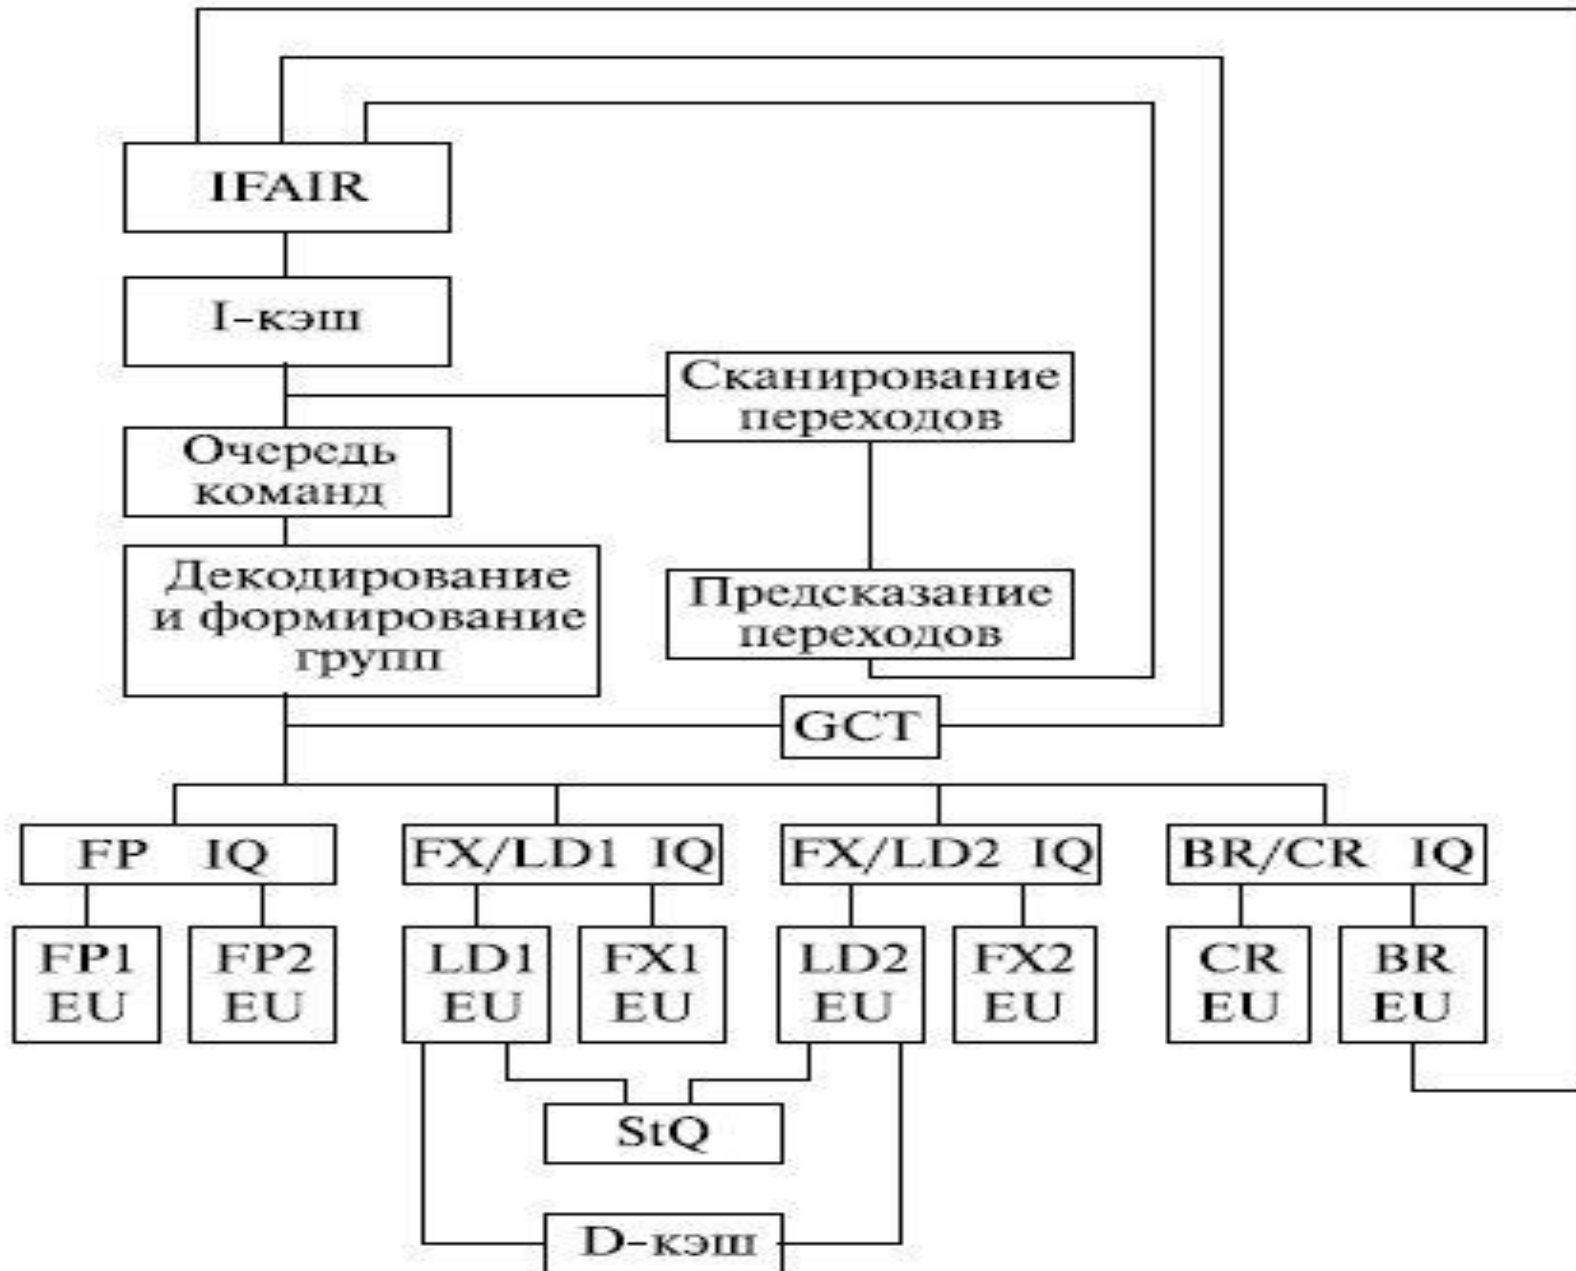 IFAIR
I-кэш
Сканирование
переходов
Очередь
команд
Декодирование
и формирование
групп
Предсказание
переходов
GCT
FP IQ
FX/LD1 IQ
FX/LD2 IQ
BR/CR IQ
FP1
EU
FP2
EU
LD1
EU
FX1
EU
LD2
EU
FX2
EU
CR
EU
BR
EU
StQ
D-кэш